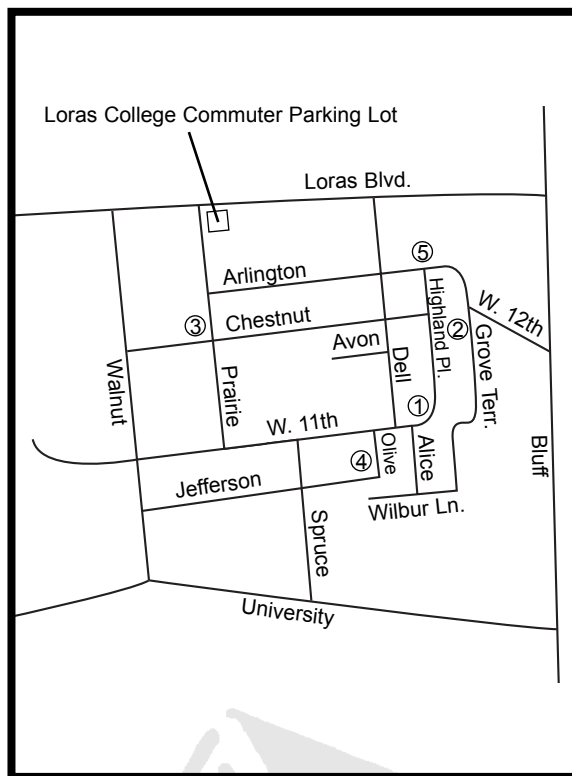 Loras College Commuter Parking Lot
Loras Blvd.
⑤
Arlington
Highland Pl.
W. 12th
③
Chestnut
②
Grove Terr.
Avon
Walnut
Prairie
Dell
①
W. 11th
Bluff
④
Olive
Alice
Jefferson
Wilbur Ln.
Spruce
University